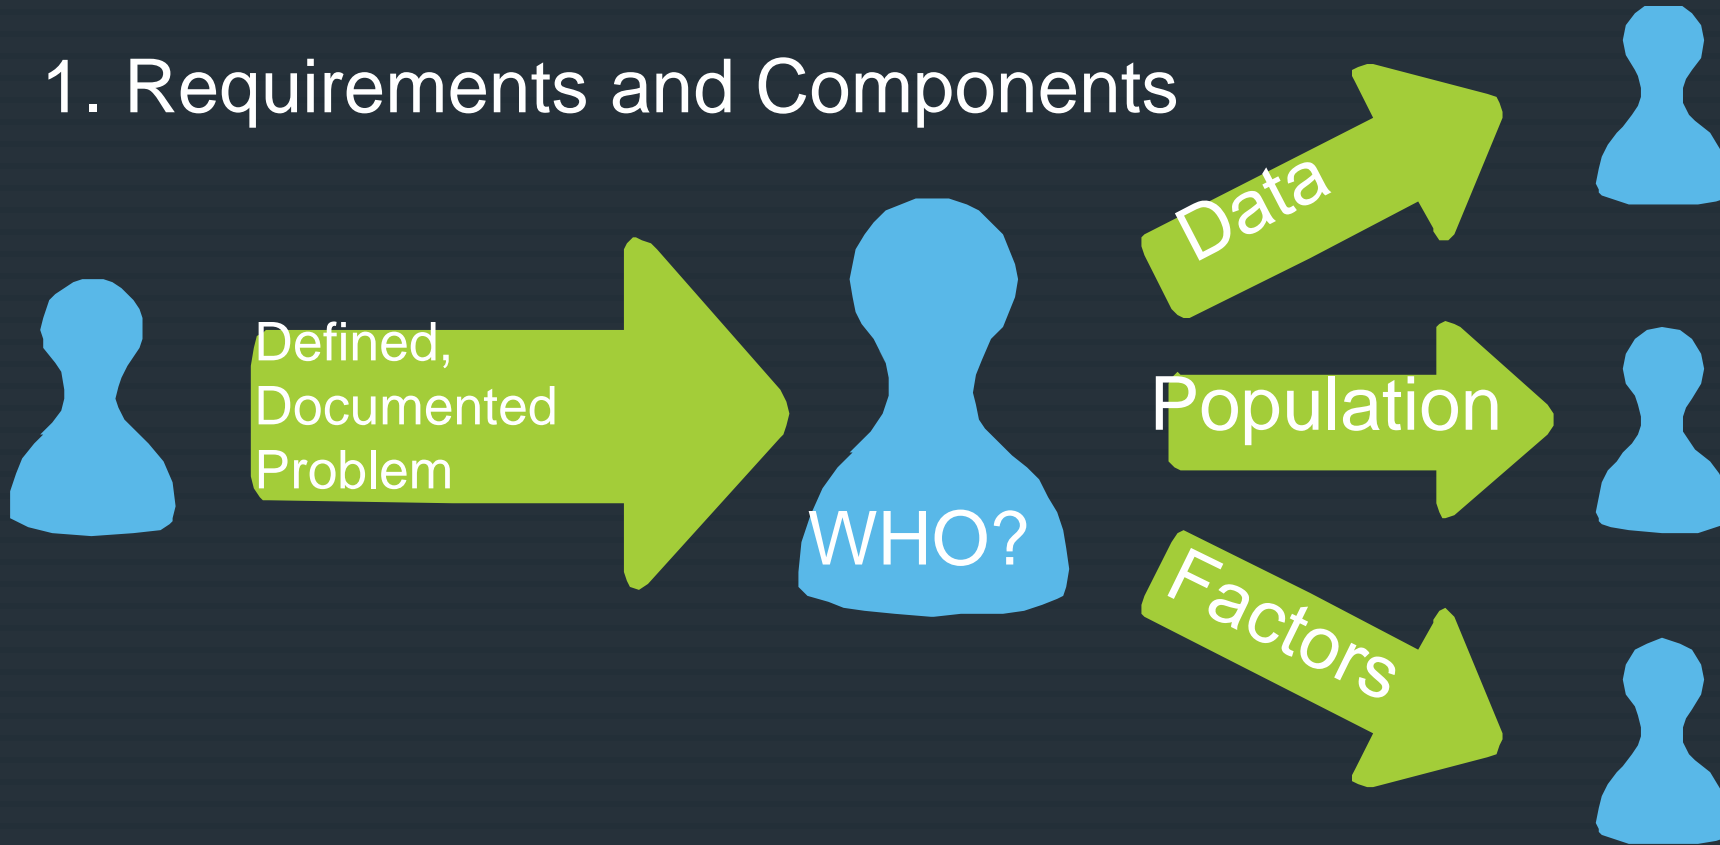 1. Requirements and Components
Defined,
Documented
Problem
WHO?
Data
Population
Factors